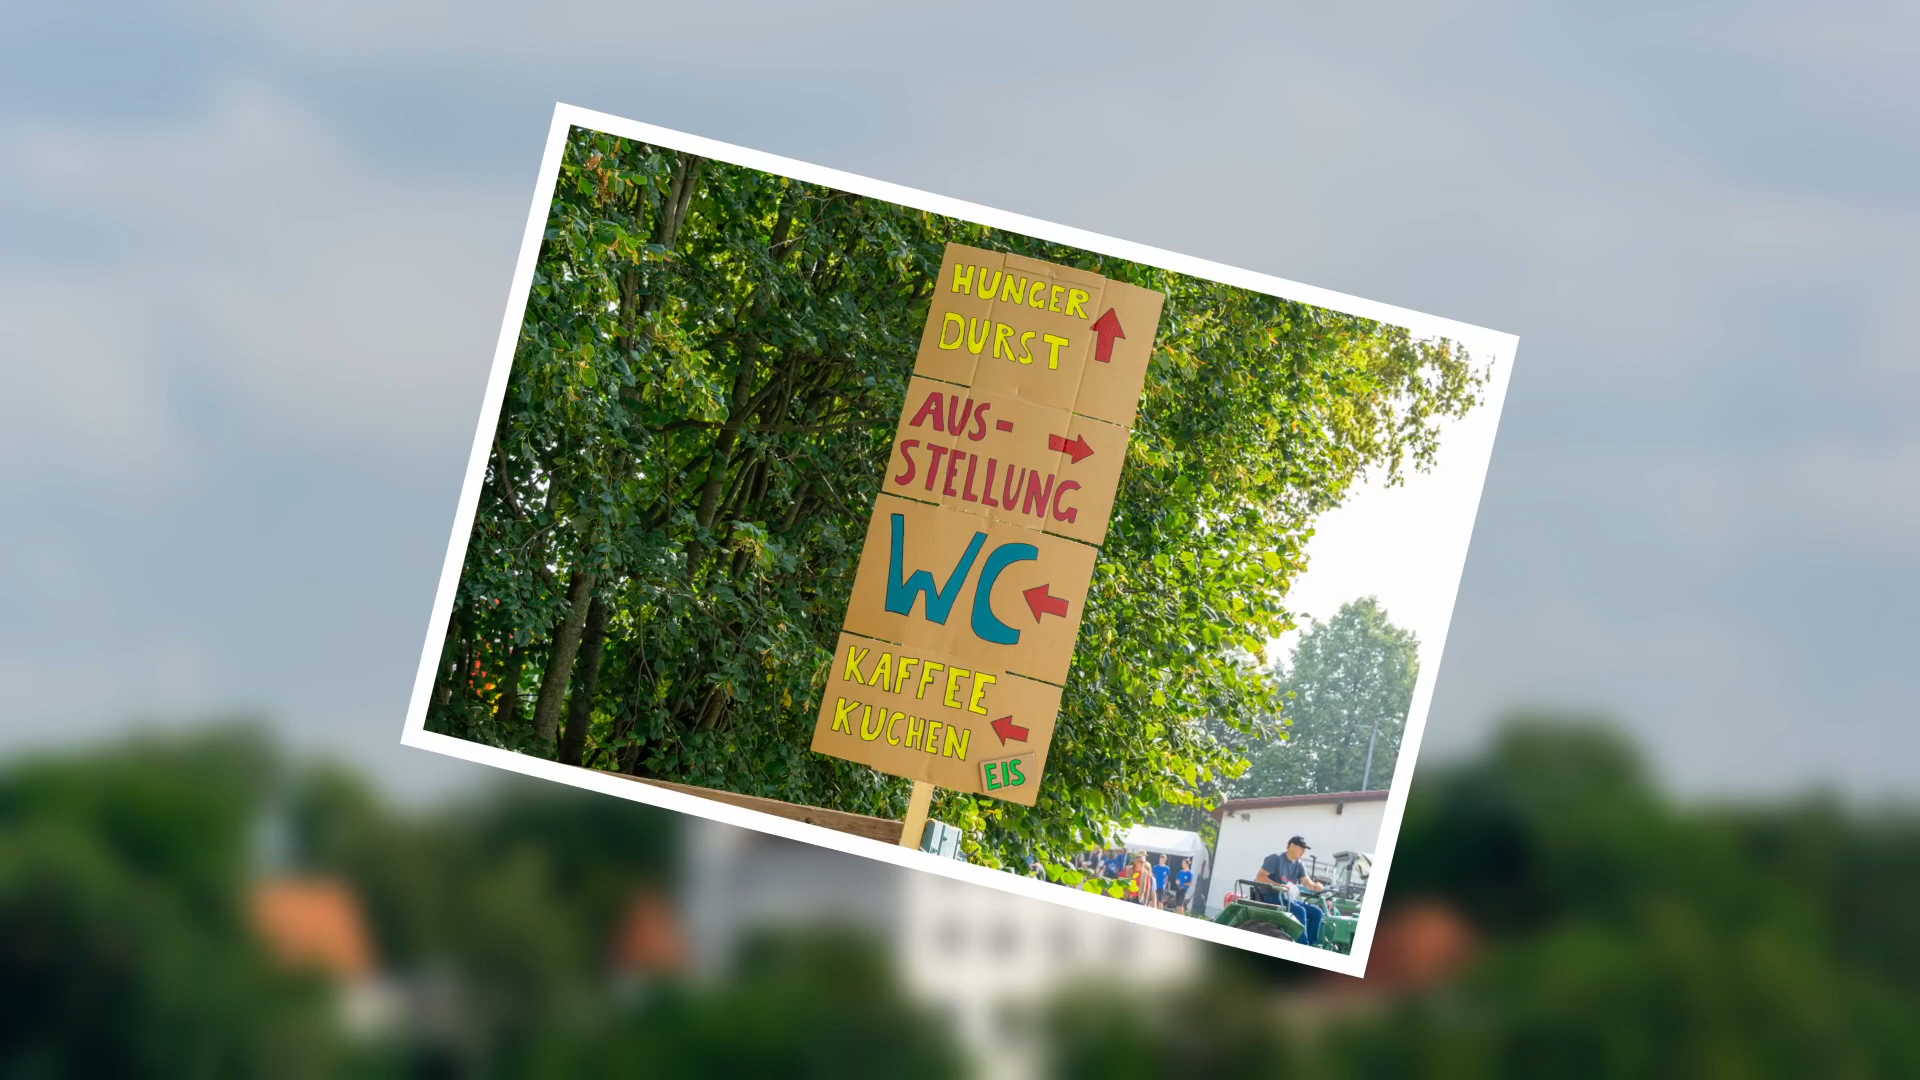 HUNGER
DURST
AUS-
STELLUNG
WC
KAFFEE
KUCHEN
EIS